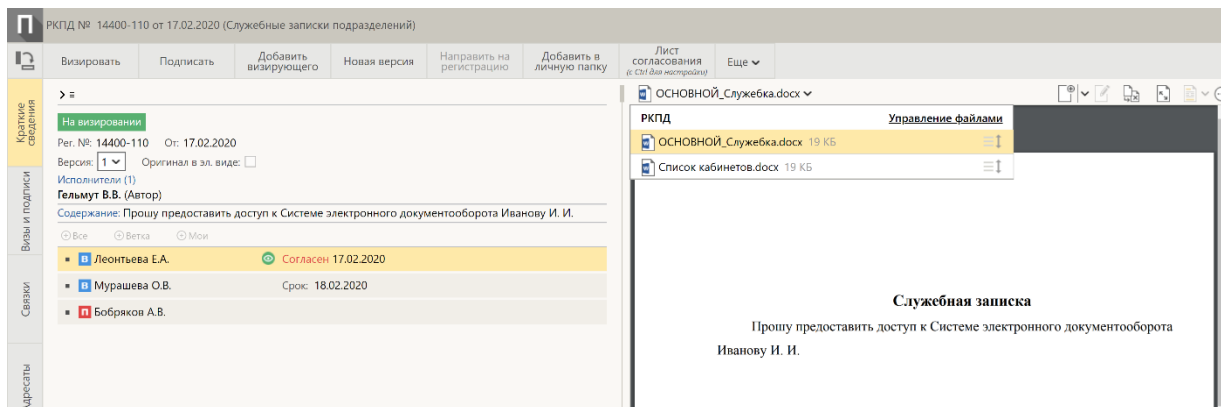 П
РКПД № 14400-110 от 17.02.2020 (Служебные записки подразделений)
Визировать
Подписать
Добавить
визирующего
Новая версия
Направить на
регистрацию
Добавить в
личную папку
Лист
согласования
(с Ctrl для настройки)
Еще
Краткие
сведения
Визы и подписи
Связки
Адресаты
На визировании
Рег. №: 14400-110 От: 17.02.2020
Версия: 1 Оригинал в эл. виде:
Исполнители (1)
Гельмут В.В. (Автор)
Содержание: Прошу предоставить доступ к Системе электронного документооборота Иванову И. И.
Все Ветка Мои
В Леонтьева Е.А. Согласен 17.02.2020
В Мурашева О.В. Срок: 18.02.2020
П Бобряков А.В.
ОСНОВНОЙ_Служебка.docx
РКПД Управление файлами
ОСНОВНОЙ_Служебка.docx 19 КБ
Список кабинетов.docx 19 КБ
Служебная записка
Прошу предоставить доступ к Системе электронного документооборота
Иванову И. И.